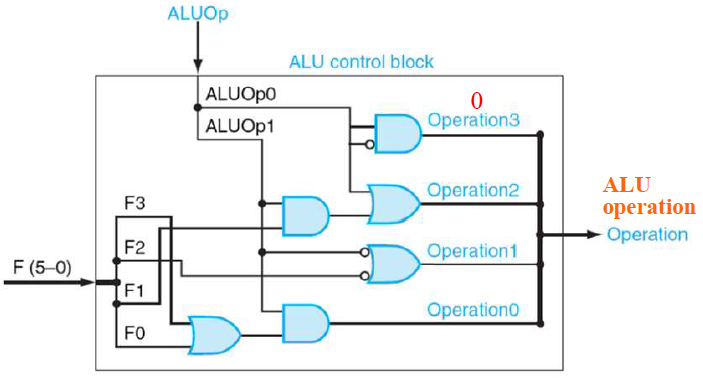 ALUOp
ALU control block
ALUOp0
0
Operation3
ALUOp1
F3
Operation2
ALU
operation
Operation
F2
Operation1
F (5–0)
F1
F0
Operation0